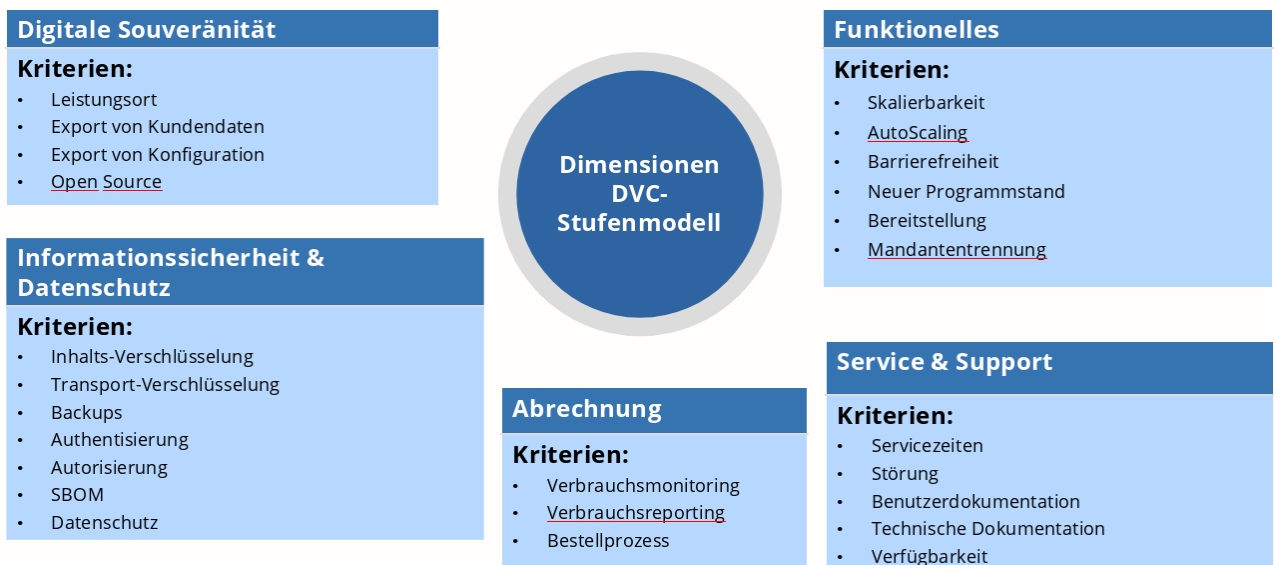 Digitale Souveränität
Kriterien:
• Leistungsort
• Export von Kundendaten
• Export von Konfiguration
• Open Source
Informationssicherheit &
Datenschutz
Kriterien:
• Inhalts-Verschlüsselung
• Transport-Verschlüsselung
• Backups
• Authentisierung
• Autorisierung
• SBOM
• Datenschutz
Dimensionen
DVC-
Stufenmodell
Abrechnung
Kriterien:
• Verbrauchsmonitoring
• Verbrauchsreporting
• Bestellprozess
Funktionelles
Kriterien:
• Skalierbarkeit
• AutoScaling
• Barrierefreiheit
• Neuer Programmstand
• Bereitstellung
• Mandantentrennung
Service & Support
Kriterien:
• Servicezeiten
• Störung
• Benutzerdokumentation
• Technische Dokumentation
• Verfügbarkeit